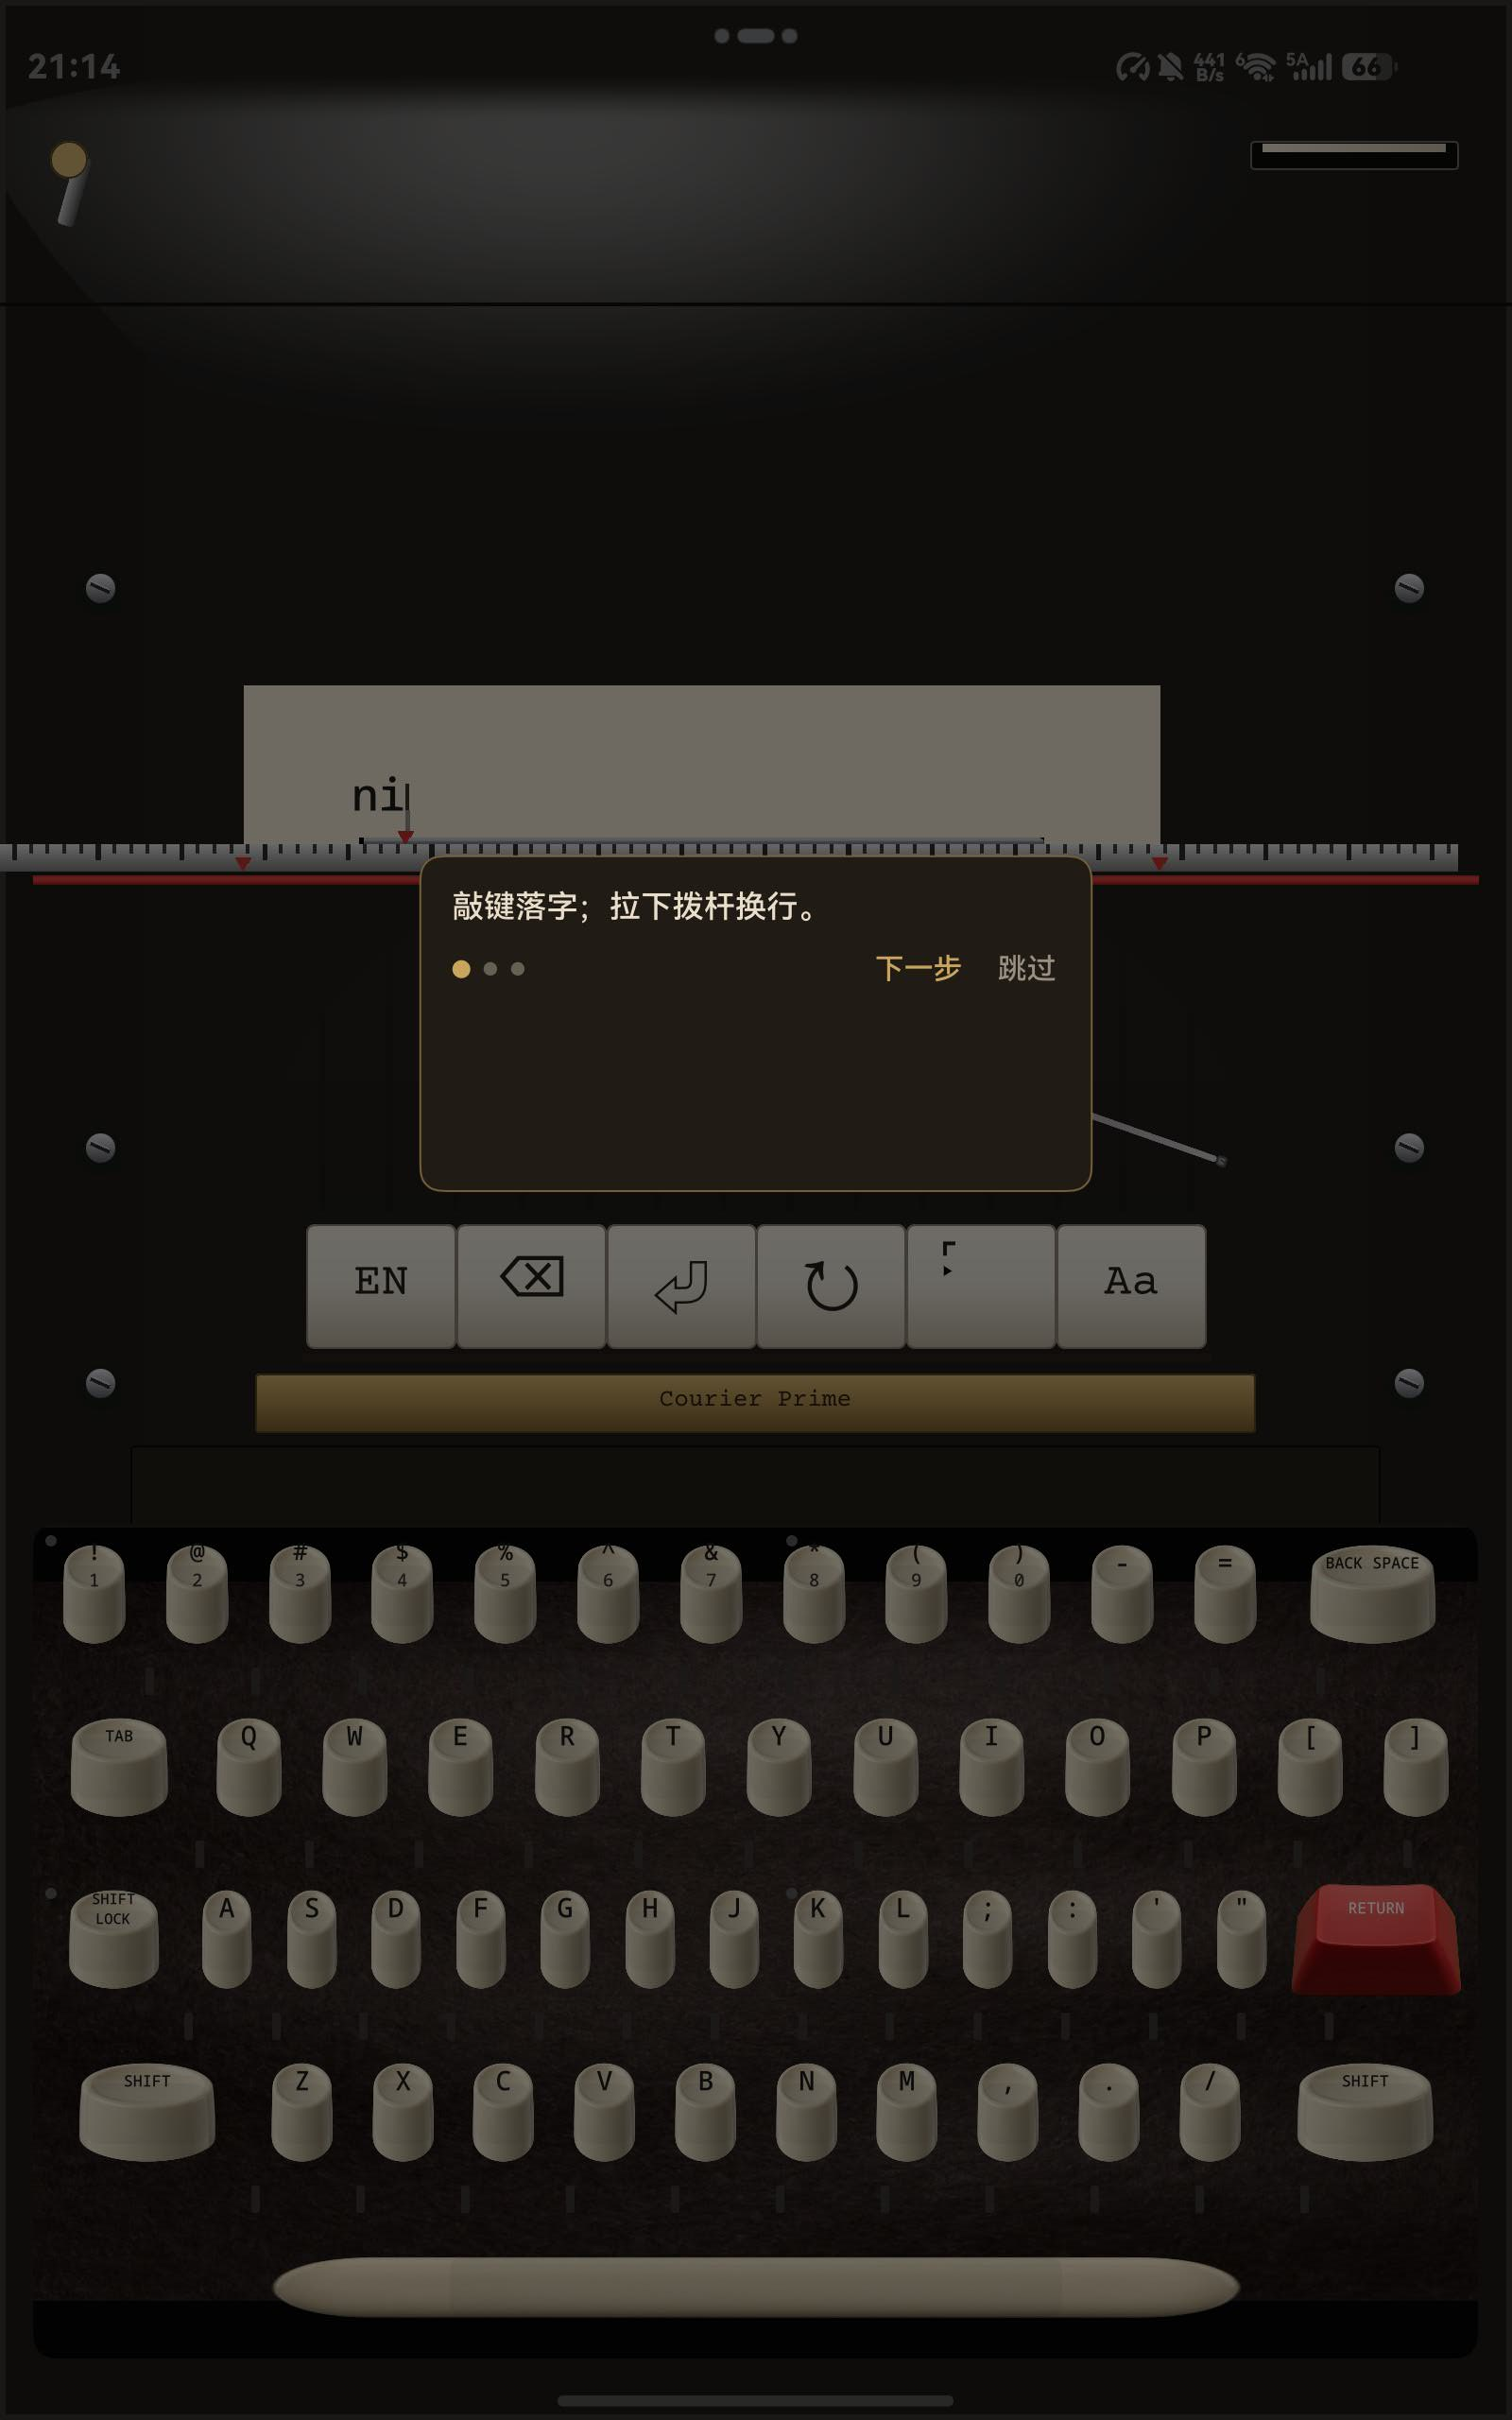 21:14
441 B/s
6
5A
66
ni
敲键落字；拉下拨杆换行。
下一步 跳过
EN
Aa
Courier Prime
! @ # $ % ^ & * ( ) - = BACK SPACE
1 2 3 4 5 6 7 8 9 0
TAB Q W E R T Y U I O P [ ]
SHIFT LOCK A S D F G H J K L ; : ' " RETURN
SHIFT Z X C V B N M , . / SHIFT